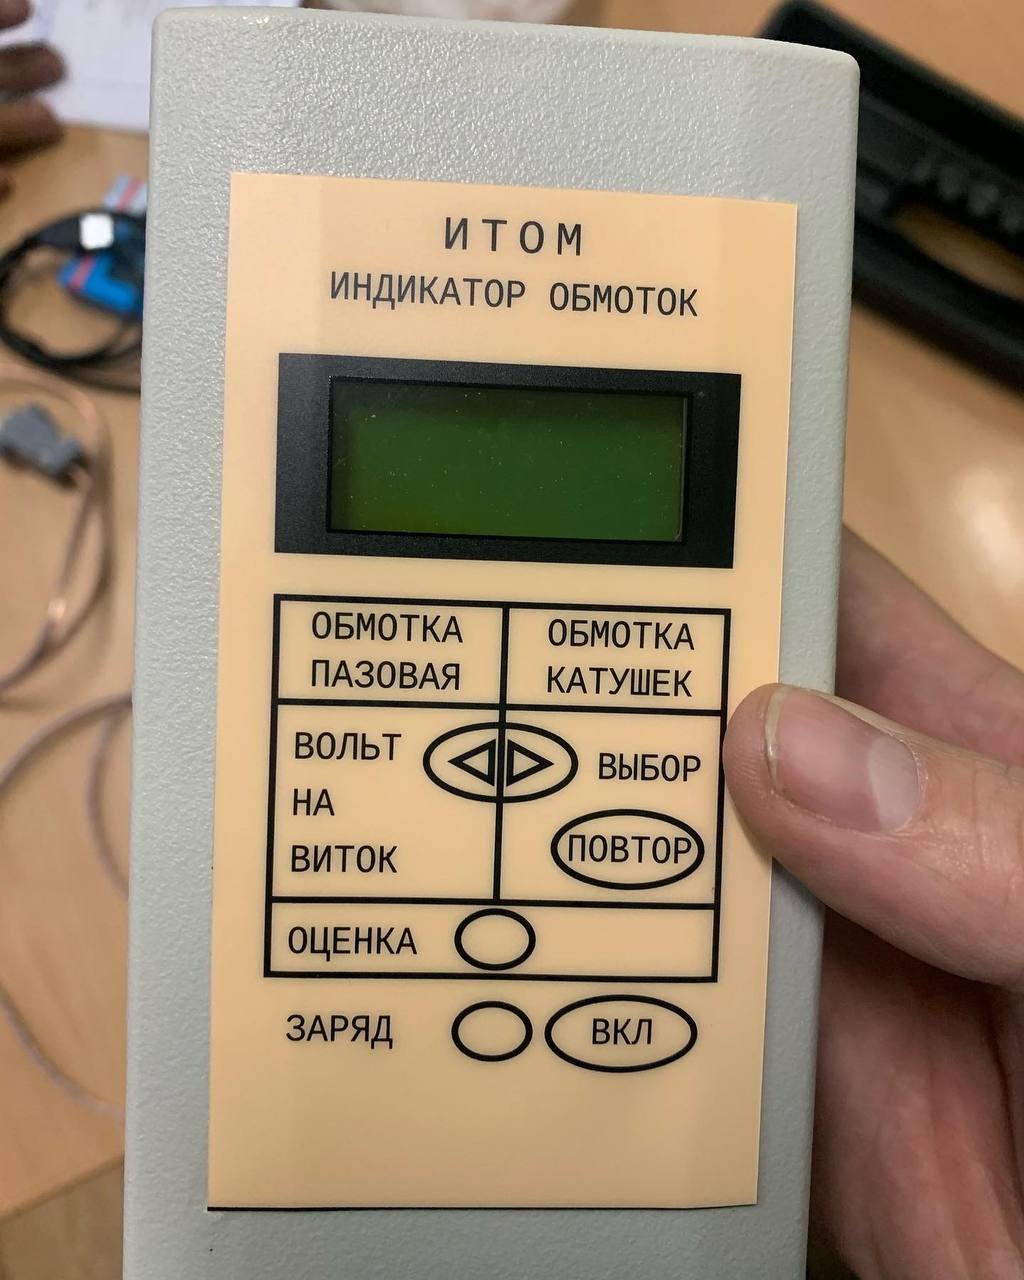 ИТОМ
ИНДИКАТОР ОБМОТОК
ОБМОТКА
ПАЗОВАЯ
ОБМОТКА
КАТУШЕК
ВОЛЬТ
НА
ВИТОК
ВЫБОР
ПОВТОР
ОЦЕНКА
ЗАРЯД
ВКЛ